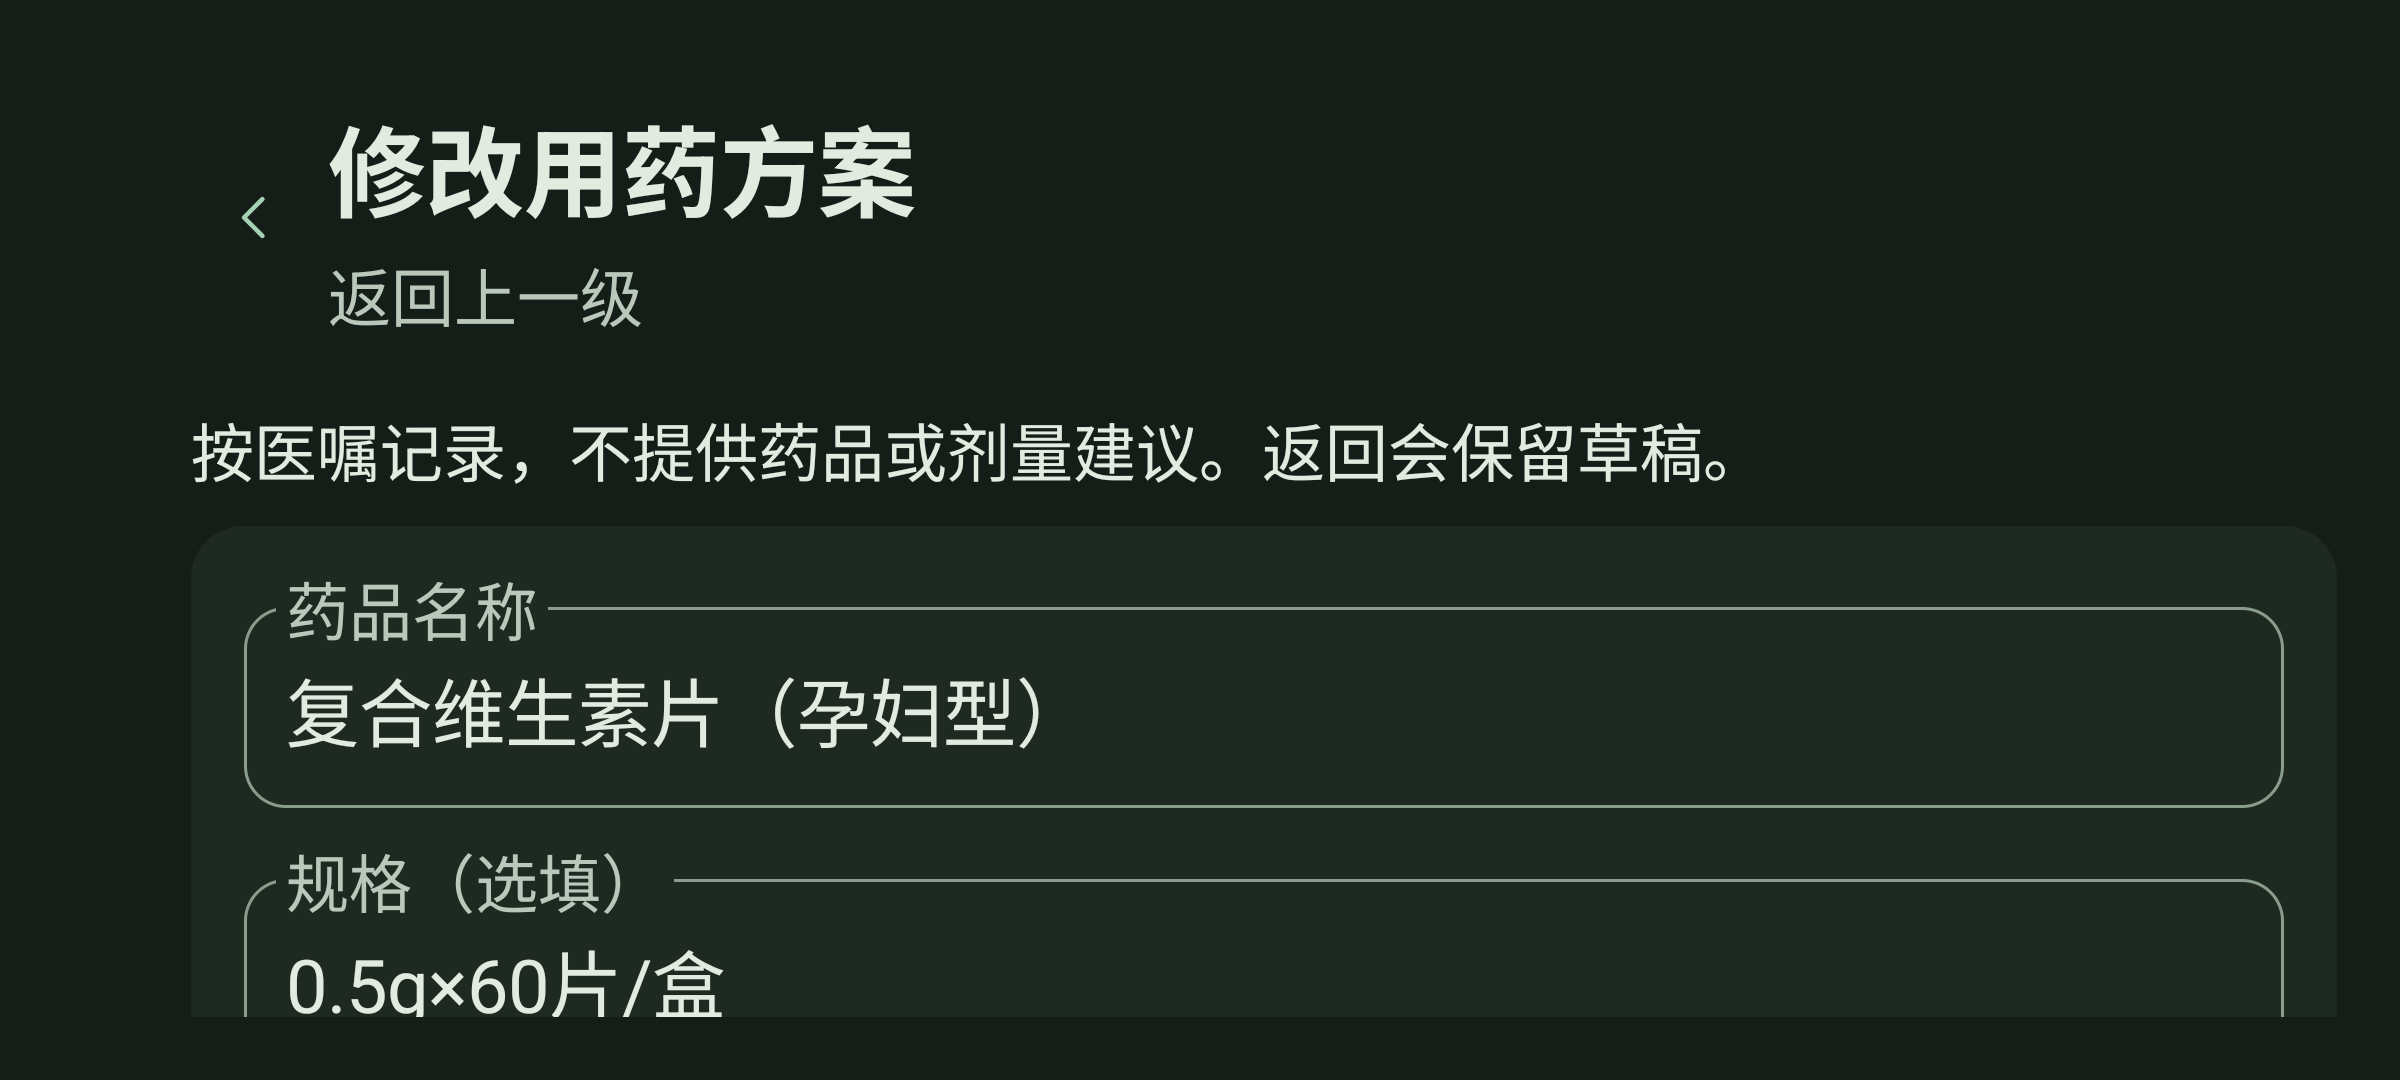 修改用药方案
返回上一级
按医嘱记录，不提供药品或剂量建议。返回会保留草稿。
药品名称
复合维生素片（孕妇型）
规格（选填）
0.5g×60片/盒